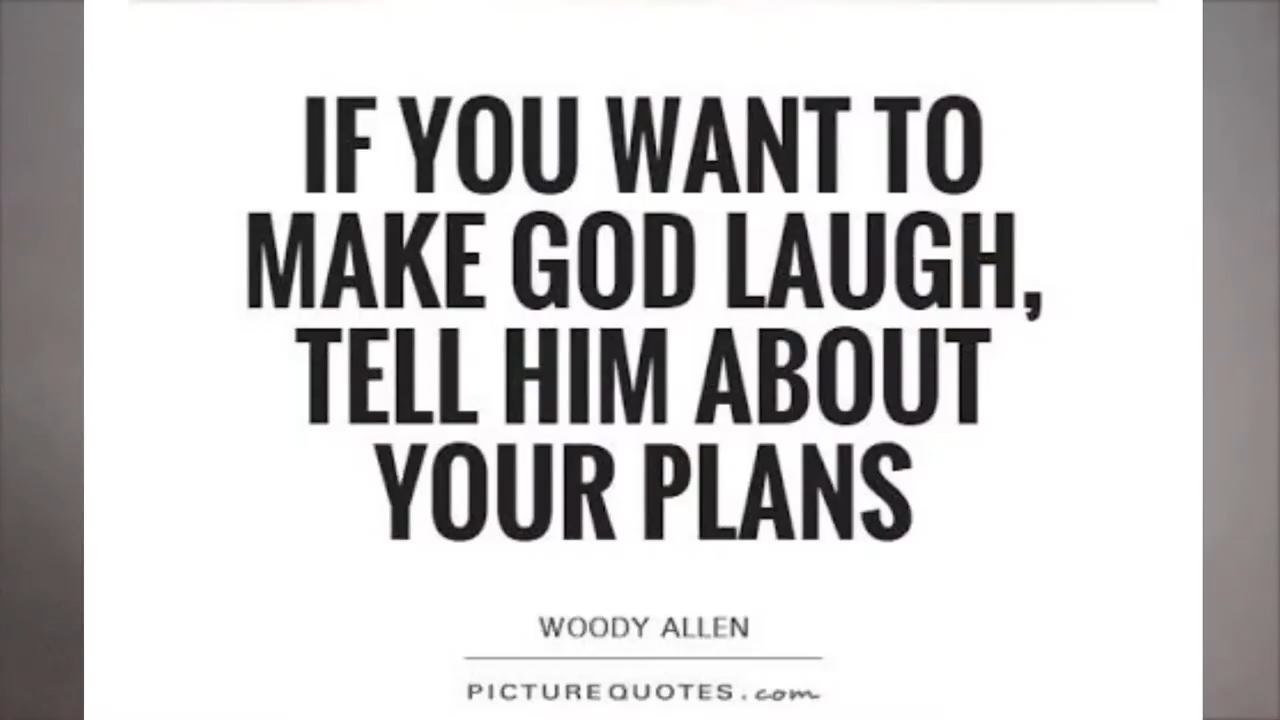 IF YOU WANT TO
MAKE GOD LAUGH,
TELL HIM ABOUT
YOUR PLANS
WOODY ALLEN
PICTUREQUOTES.com